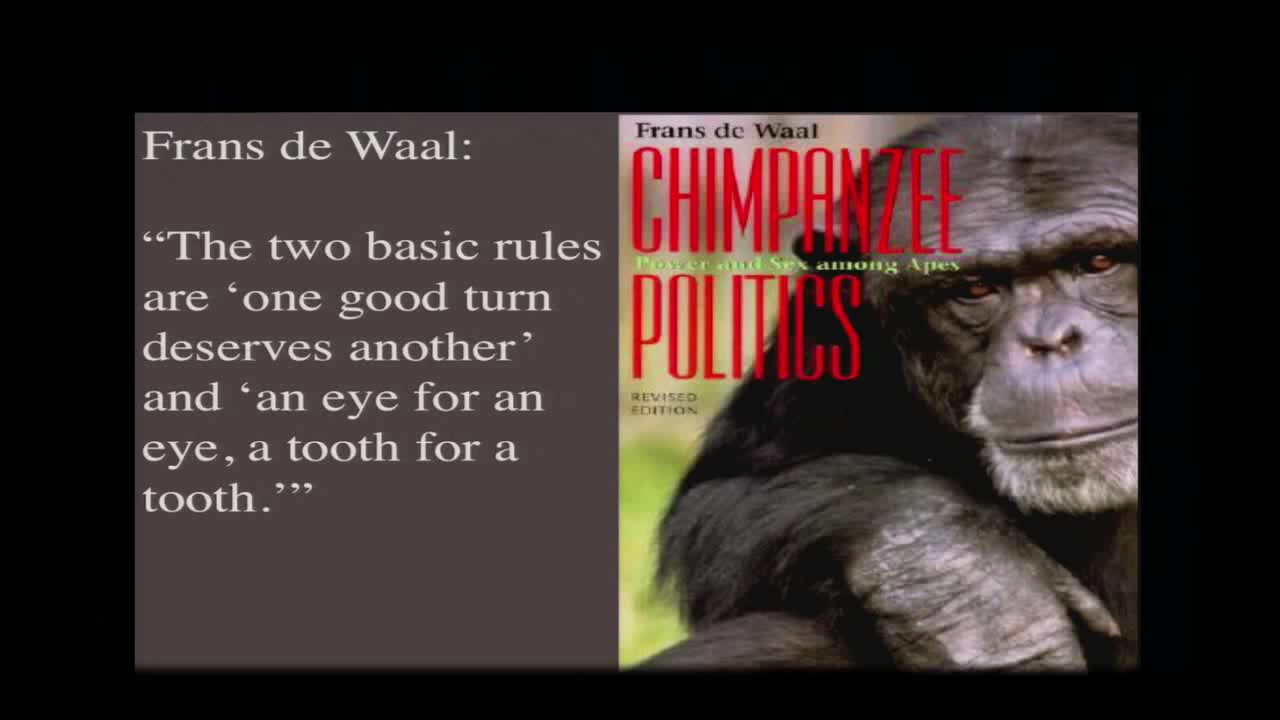 Frans de Waal:
“The two basic rules
are ‘one good turn
deserves another’
and ‘an eye for an
eye, a tooth for a
tooth.’”
Frans de Waal
CHIMPANZEE
Power and Sex among Apes
POLITICS
REVISED
EDITION